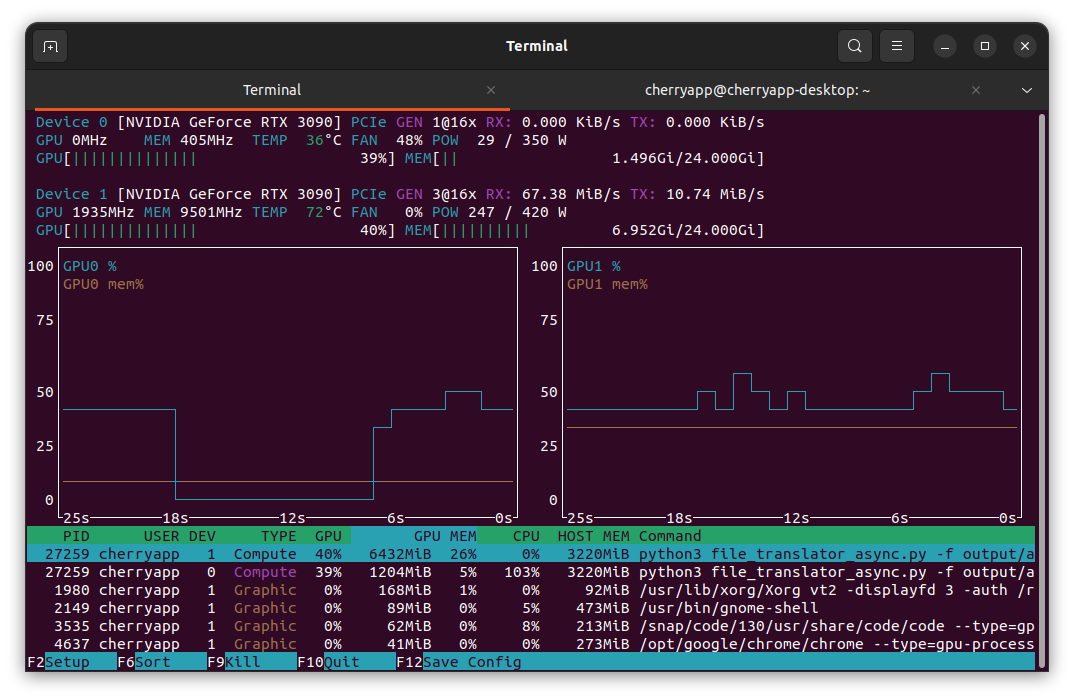 Terminal
Terminal
cherryapp@cherryapp-desktop: ~
Device 0 [NVIDIA GeForce RTX 3090] PCIe GEN 1@16x RX: 0.000 KiB/s TX: 0.000 KiB/s
GPU 0MHz MEM 405MHz TEMP 36°C FAN 48% POW 29 / 350 W
GPU[||||||||||||||| 39%] MEM[|| 1.496Gi/24.000Gi]
Device 1 [NVIDIA GeForce RTX 3090] PCIe GEN 3@16x RX: 67.38 MiB/s TX: 10.74 MiB/s
GPU 1935MHz MEM 9501MHz TEMP 72°C FAN 0% POW 247 / 420 W
GPU[||||||||||||||| 40%] MEM[|||||||||| 6.952Gi/24.000Gi]
100 GPU0 %
GPU0 mem%
75
50
25
0
25s 18s 12s 6s 0s
100 GPU1 %
GPU1 mem%
75
50
25
0
25s 18s 12s 6s 0s
PID USER DEV TYPE GPU GPU MEM CPU HOST MEM Command
27259 cherryapp 1 Compute 40% 6432MiB 26% 0% 3220MiB python3 file_translator_async.py -f output/a
27259 cherryapp 0 Compute 39% 1204MiB 5% 103% 3220MiB python3 file_translator_async.py -f output/a
1980 cherryapp 1 Graphic 0% 168MiB 1% 0% 92MiB /usr/lib/xorg/Xorg vt2 -displayfd 3 -auth /r
2149 cherryapp 1 Graphic 0% 89MiB 0% 5% 473MiB /usr/bin/gnome-shell
3535 cherryapp 1 Graphic 0% 62MiB 0% 8% 213MiB /snap/code/130/usr/share/code/code --type=gp
4637 cherryapp 1 Graphic 0% 41MiB 0% 0% 273MiB /opt/google/chrome/chrome --type=gpu-process
F2Setup F6Sort F9Kill F10Quit F12Save Config